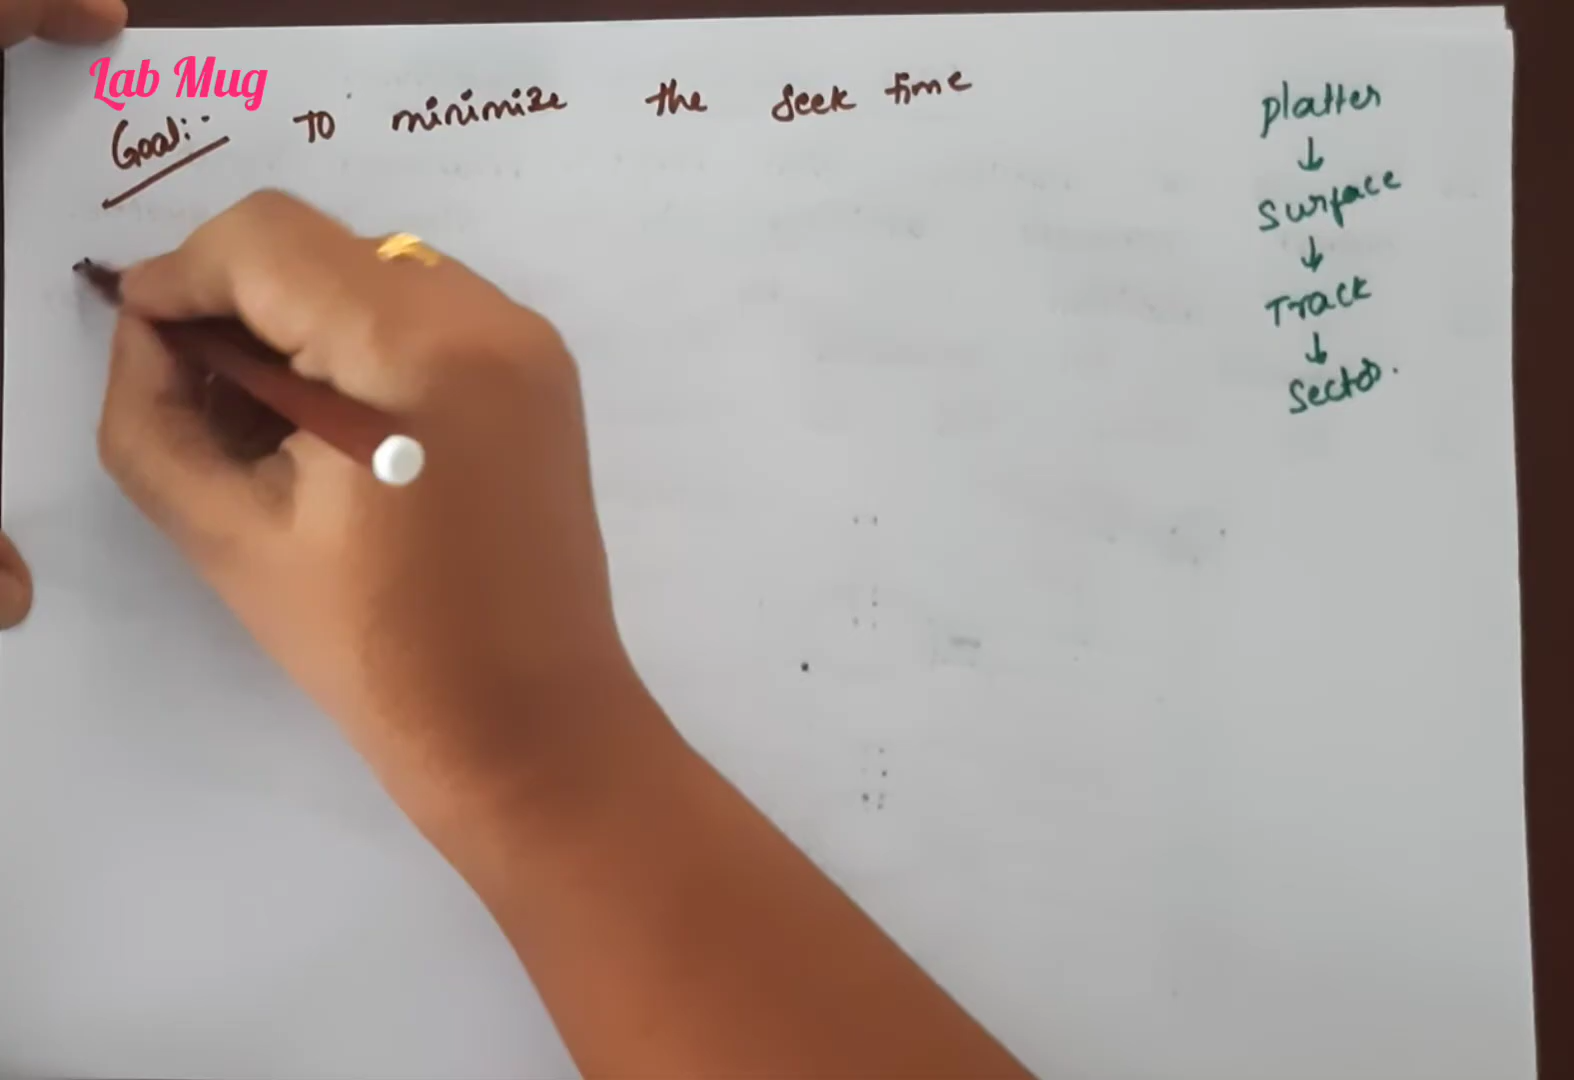 Lab Mug
Goal:- To minimize the seek time
platter
↓
Surface
↓
Track
↓
Sector.